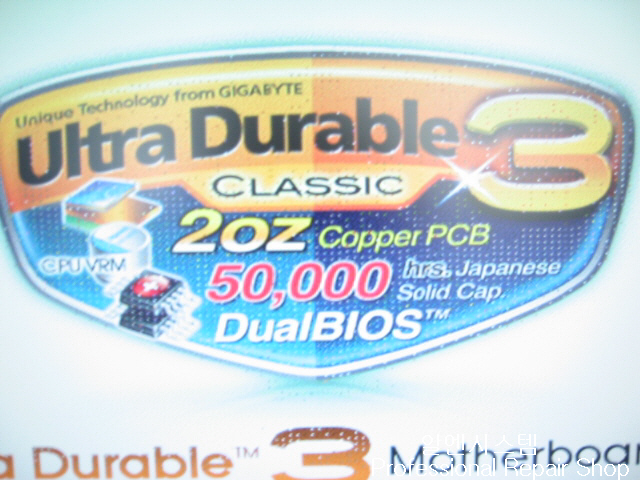 Unique Technology from GIGABYTE
Ultra Durable 3
CLASSIC
2oz Copper PCB
CPU VRM
50,000 hrs. Japanese
Solid Cap.
DualBIOS™
a Durable™ 3 Motherboar
Professional Repair Shop